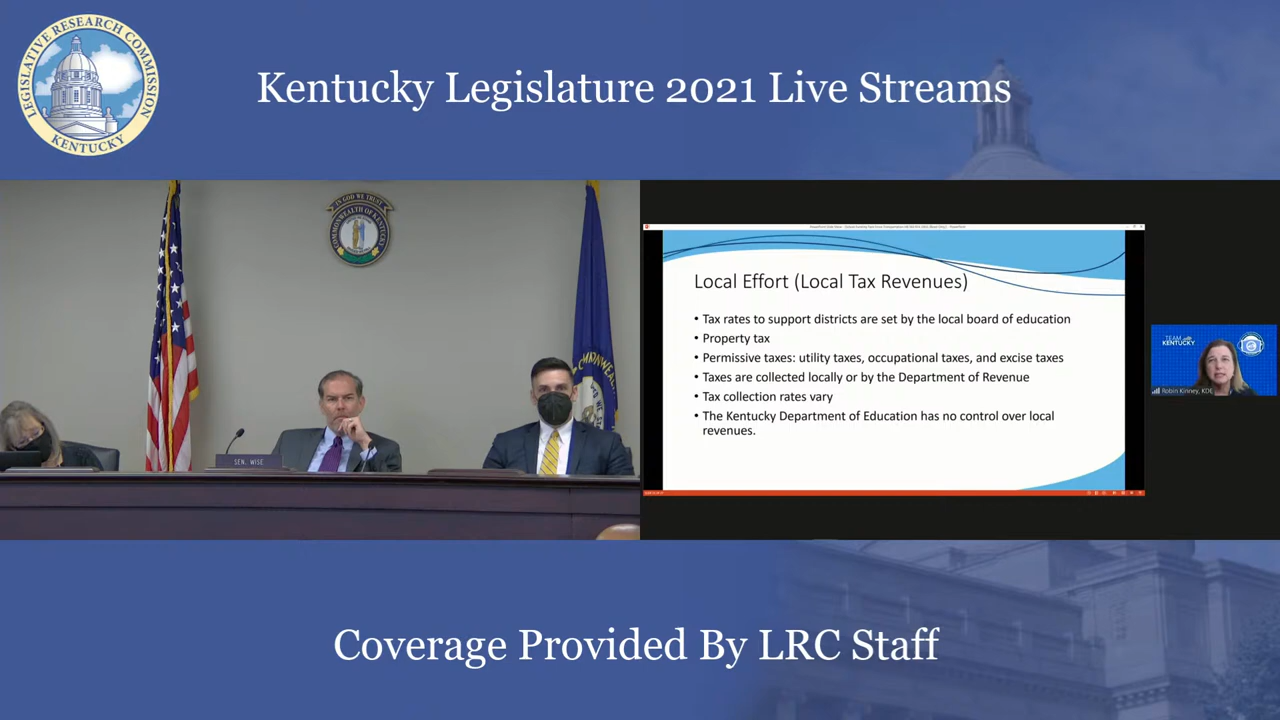 LEGISLATIVE RESEARCH COMMISSION
KENTUCKY
Kentucky Legislature 2021 Live Streams
IN GOD WE TRUST
COMMONWEALTH OF KENTUCKY
SEN. WISE
Local Effort (Local Tax Revenues)
• Tax rates to support districts are set by the local board of education
• Property tax
• Permissive taxes: utility taxes, occupational taxes, and excise taxes
• Taxes are collected locally or by the Department of Revenue
• Tax collection rates vary
• The Kentucky Department of Education has no control over local
revenues.
TEAM
KENTUCKY
Robin Kinney, KDE
Coverage Provided By LRC Staff